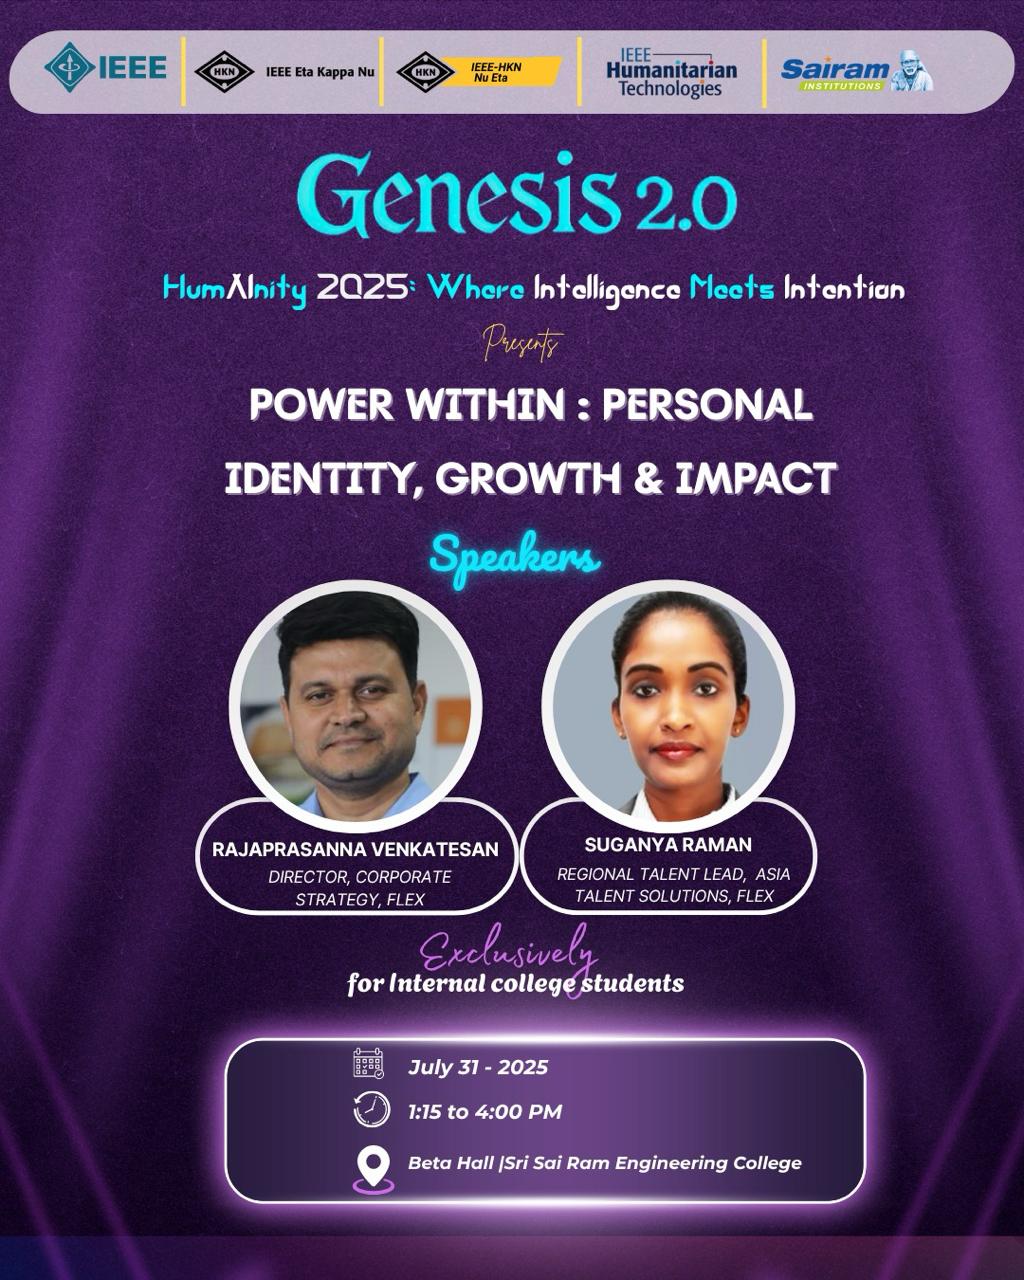 IEEE
HKN IEEE Eta Kappa Nu
HKN IEEE-HKN
Nu Eta
IEEE
Humanitarian
Technologies
Sairam
INSTITUTIONS
Genesis 2.0
HumAInity 2025: Where Intelligence Meets Intention
Presents
POWER WITHIN : PERSONAL
IDENTITY, GROWTH & IMPACT
Speakers
RAJAPRASANNA VENKATESAN
DIRECTOR, CORPORATE
STRATEGY, FLEX
SUGANYA RAMAN
REGIONAL TALENT LEAD, ASIA
TALENT SOLUTIONS, FLEX
Exclusively
for Internal college students
July 31 - 2025
1:15 to 4:00 PM
Beta Hall |Sri Sai Ram Engineering College